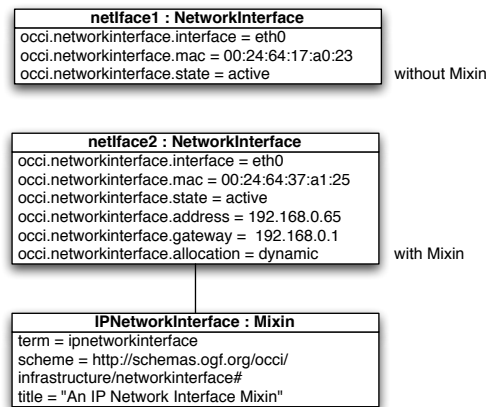 netIface1 : NetworkInterface
occi.networkinterface.interface = eth0
occi.networkinterface.mac = 00:24:64:17:a0:23
occi.networkinterface.state = active
without Mixin
netIface2 : NetworkInterface
occi.networkinterface.interface = eth0
occi.networkinterface.mac = 00:24:64:37:a1:25
occi.networkinterface.state = active
occi.networkinterface.address = 192.168.0.65
occi.networkinterface.gateway = 192.168.0.1
occi.networkinterface.allocation = dynamic
with Mixin
IPNetworkInterface : Mixin
term = ipnetworkinterface
scheme = http://schemas.ogf.org/occi/
infrastructure/networkinterface#
title = "An IP Network Interface Mixin"